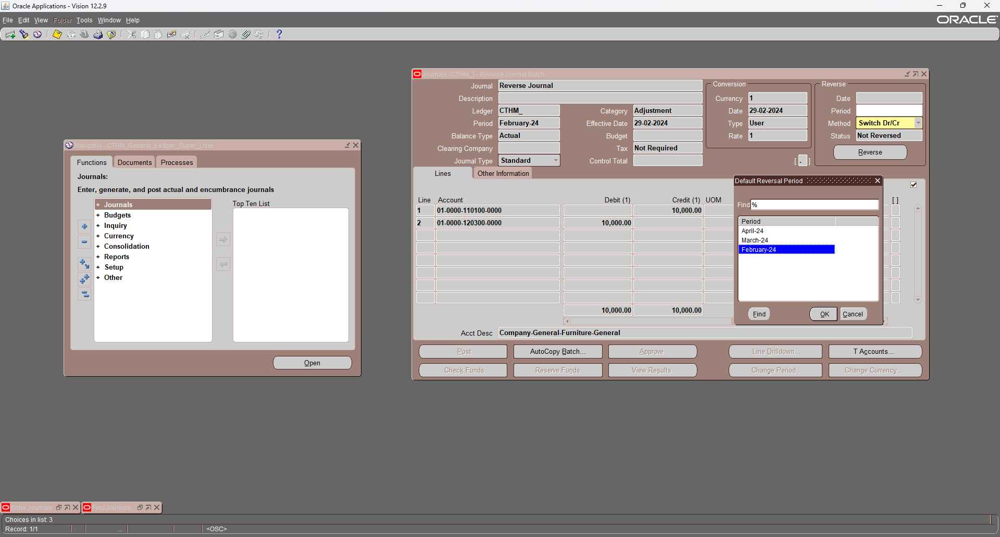 Oracle Applications - Vision 12.2.9
File Edit View Folder Tools Window Help
ORACLE
Navigator - CTHM_General_Ledger_Super_User
Functions Documents Processes
Journals:
Enter, generate, and post actual and encumbrance journals
+ Journals
+ Budgets
+ Inquiry
+ Currency
+ Consolidation
+ Reports
+ Setup
+ Other
Top Ten List
Open
Journals (CTHM_) - Reverse Journal Batch
Journal Reverse Journal
Description
Ledger CTHM_
Period February-24
Balance Type Actual
Clearing Company
Journal Type Standard
Category Adjustment
Effective Date 29-02-2024
Budget
Tax Not Required
Control Total
Conversion
Currency 1
Date 29-02-2024
Type User
Rate 1
Reverse
Date
Period
Method Switch Dr/Cr
Status Not Reversed
Reverse
[ . ]
Lines Other Information
Line Account Debit (1) Credit (1) UOM [ ]
1 01-0000-110100-0000 10,000.00
2 01-0000-120300-0000 10,000.00
10,000.00 10,000.00
Acct Desc Company-General-Furniture-General
Post AutoCopy Batch... Approve Line Drilldown... T Accounts...
Check Funds Reserve Funds View Results Change Period... Change Currency...
Default Reversal Period
Find %
Period
April-24
March-24
February-24
Find OK Cancel
Enter Journals Find Journals
Choices in list: 3
Record: 1/1 ... <OSC>